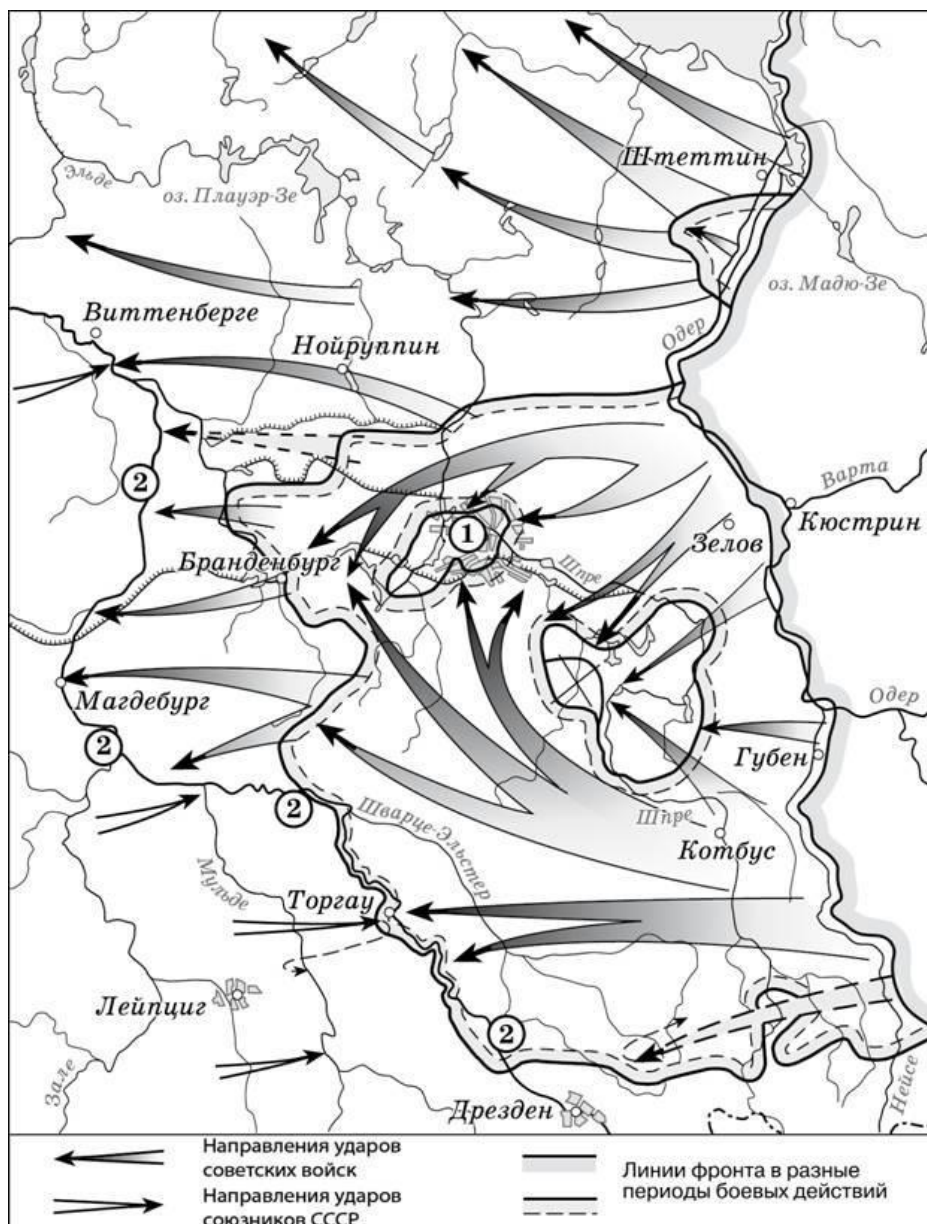 Штеттин
Эльде
оз. Плауэр-Зе
оз. Мадю-Зе
Виттенберге
Одер
Нойруппин
2
Варта
1
Кюстрин
Зелов
Шпре
Бранденбург
Магдебург
Одер
2
Губен
2
Шварце-Эльстер
Шпре
Котбус
Мульде
Торгау
Лейпциг
2
Зале
Дрезден
Нейсе
Направления ударов
советских войск
Направления ударов
союзников СССР
Линии фронта в разные
периоды боевых действий